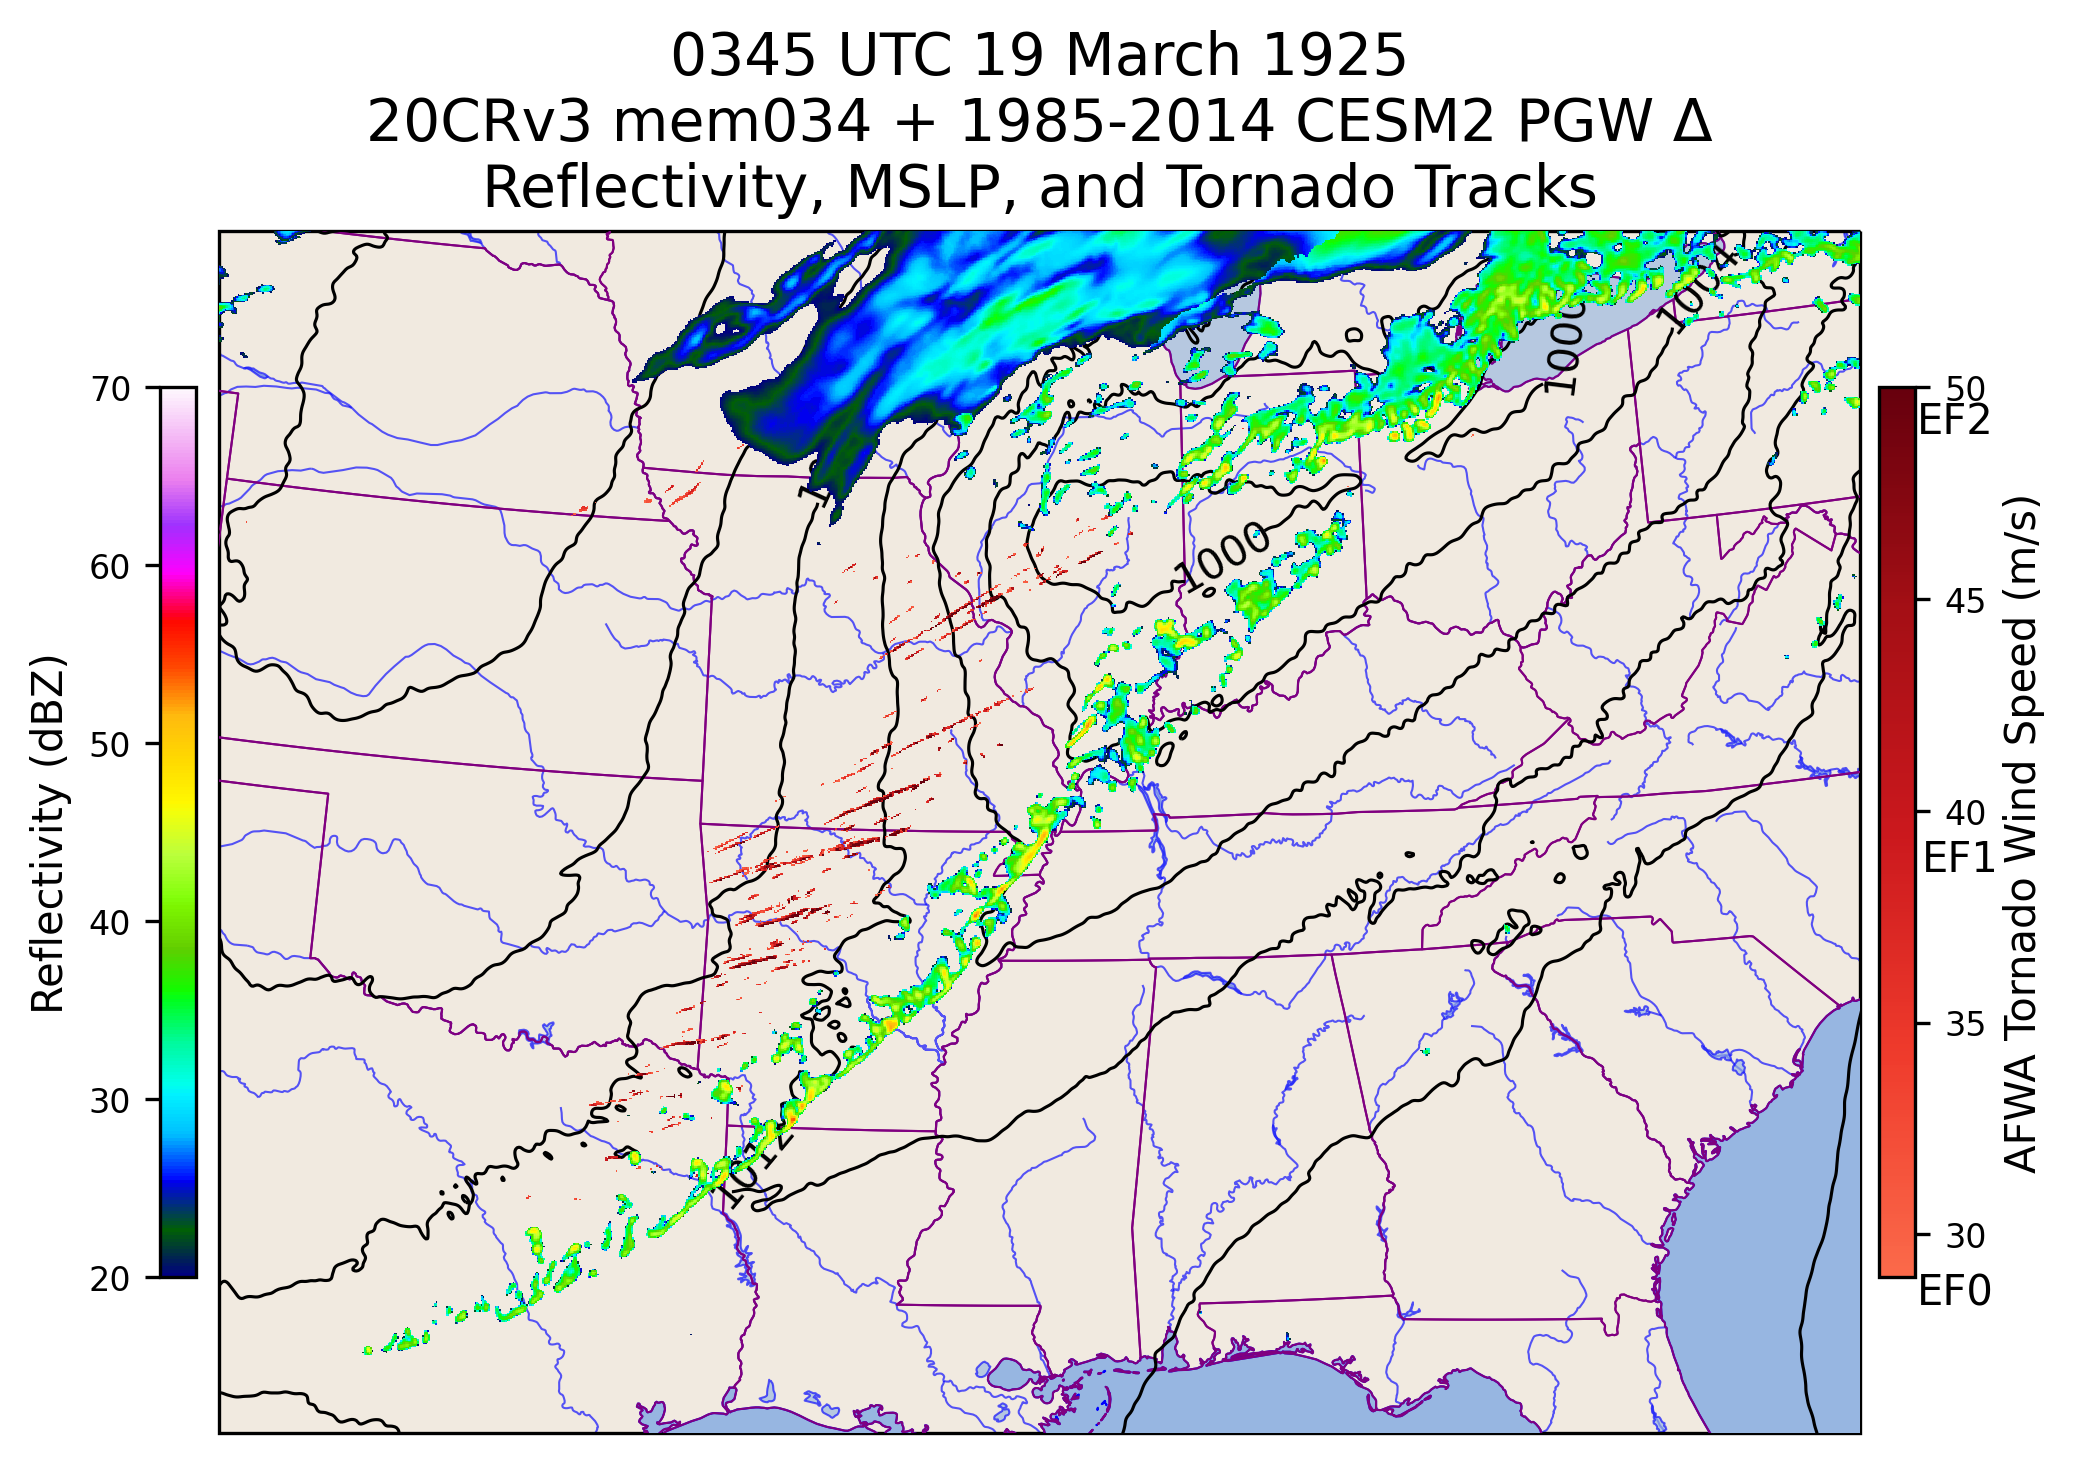 0345 UTC 19 March 1925
20CRv3 mem034 + 1985-2014 CESM2 PGW Δ
Reflectivity, MSLP, and Tornado Tracks
Reflectivity (dBZ)
70
60
50
40
30
20
1004
1000
1000
1012
50
EF2
45
40
EF1
35
30
EF0
AFWA Tornado Wind Speed (m/s)